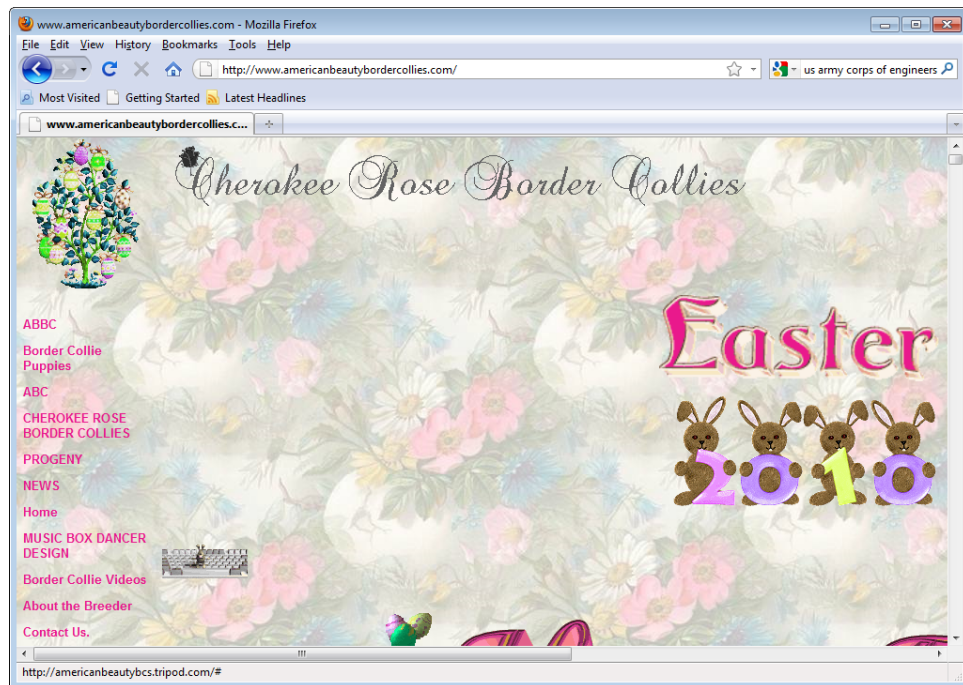 www.americanbeautybordercollies.com - Mozilla Firefox
File Edit View History Bookmarks Tools Help
http://www.americanbeautybordercollies.com/
us army corps of engineers
Most Visited Getting Started Latest Headlines
www.americanbeautybordercollies.c...
Cherokee Rose Border Collies
Easter
2010
ABBC
Border Collie
Puppies
ABC
CHEROKEE ROSE
BORDER COLLIES
PROGENY
NEWS
Home
MUSIC BOX DANCER
DESIGN
Border Collie Videos
About the Breeder
Contact Us.
http://americanbeautybcs.tripod.com/#